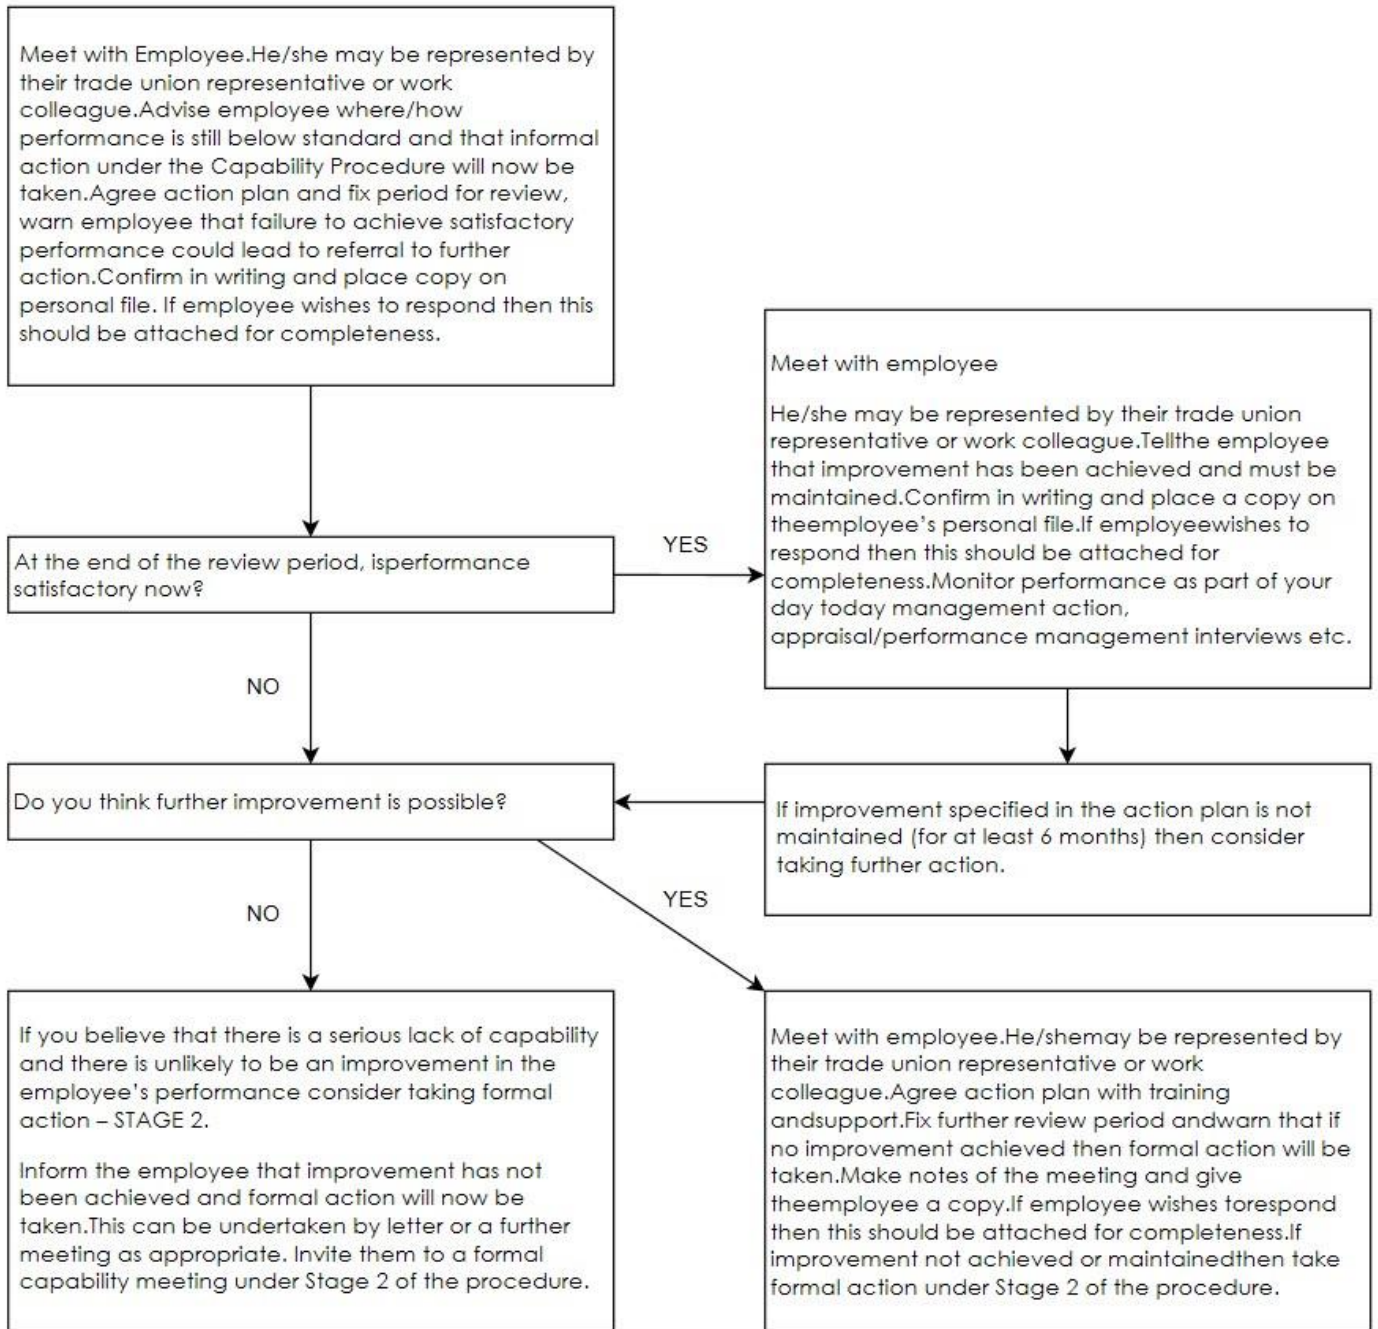 Meet with Employee.He/she may be represented by
their trade union representative or work
colleague.Advise employee where/how
performance is still below standard and that informal
action under the Capability Procedure will now be
taken.Agree action plan and fix period for review,
warn employee that failure to achieve satisfactory
performance could lead to referral to further
action.Confirm in writing and place copy on
personal file. If employee wishes to respond then this
should be attached for completeness.
At the end of the review period, isperformance
satisfactory now?
YES
Meet with employee
He/she may be represented by their trade union
representative or work colleague.Tellthe employee
that improvement has been achieved and must be
maintained.Confirm in writing and place a copy on
theemployee's personal file.If employeewishes to
respond then this should be attached for
completeness.Monitor performance as part of your
day today management action,
appraisal/performance management interviews etc.
NO
Do you think further improvement is possible?
If improvement specified in the action plan is not
maintained (for at least 6 months) then consider
taking further action.
NO
YES
If you believe that there is a serious lack of capability
and there is unlikely to be an improvement in the
employee's performance consider taking formal
action – STAGE 2.
Inform the employee that improvement has not
been achieved and formal action will now be
taken.This can be undertaken by letter or a further
meeting as appropriate. Invite them to a formal
capability meeting under Stage 2 of the procedure.
Meet with employee.He/shemay be represented by
their trade union representative or work
colleague.Agree action plan with training
andsupport.Fix further review period andwarn that if
no improvement achieved then formal action will be
taken.Make notes of the meeting and give
theemployee a copy.If employee wishes torespond
then this should be attached for completeness.If
improvement not achieved or maintainedthen take
formal action under Stage 2 of the procedure.